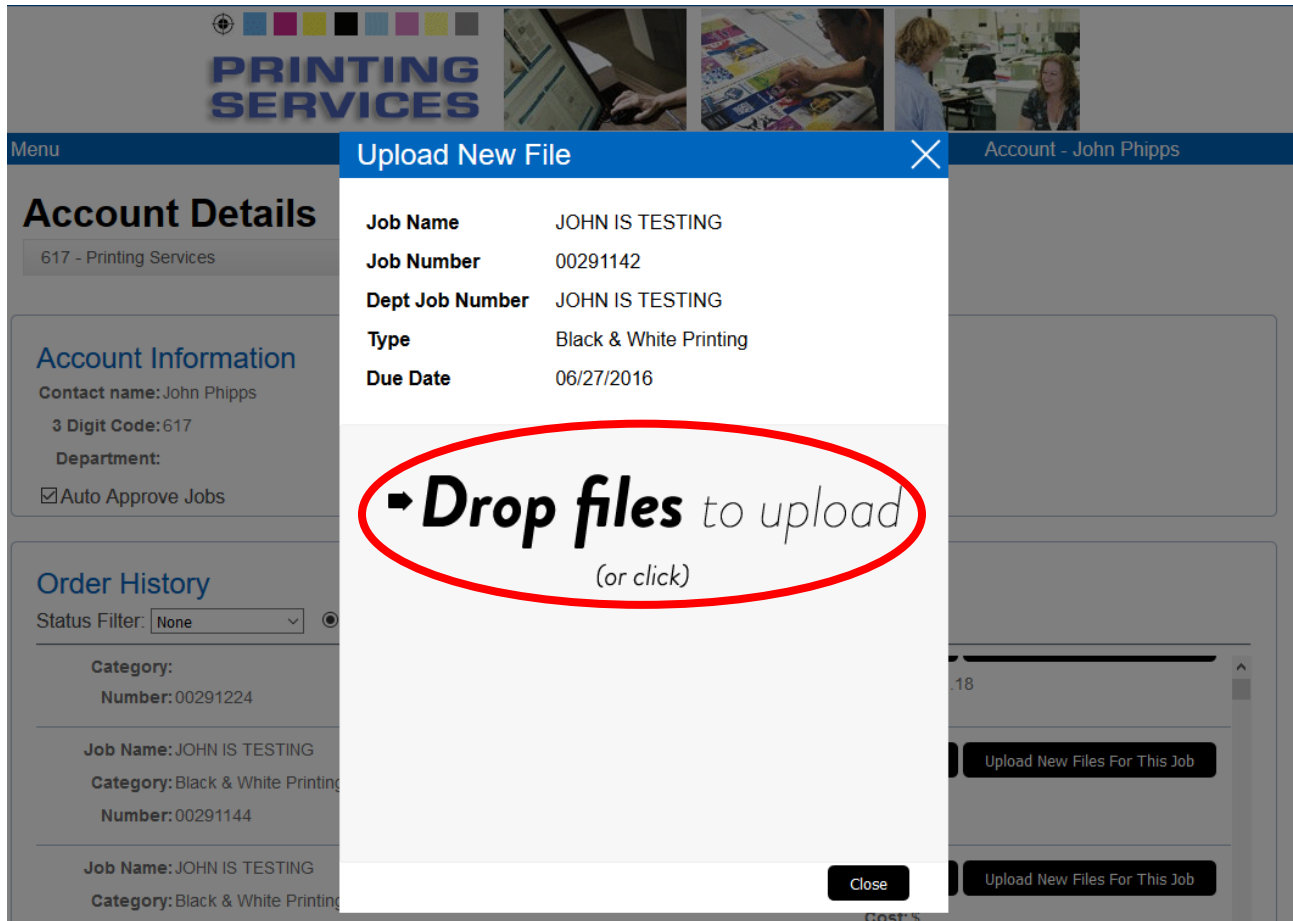 PRINTING
SERVICES
Menu
Account - John Phipps
Account Details
617 - Printing Services
Account Information
Contact name: John Phipps
3 Digit Code: 617
Department:
Auto Approve Jobs
Order History
Status Filter: None
Category:
Number: 00291224
.18
Job Name: JOHN IS TESTING
Category: Black & White Printing
Number: 00291144
Upload New Files For This Job
Job Name: JOHN IS TESTING
Category: Black & White Printing
Upload New Files For This Job
Cost: $
Upload New File
Job Name JOHN IS TESTING
Job Number 00291142
Dept Job Number JOHN IS TESTING
Type Black & White Printing
Due Date 06/27/2016
Drop files to upload
(or click)
Close